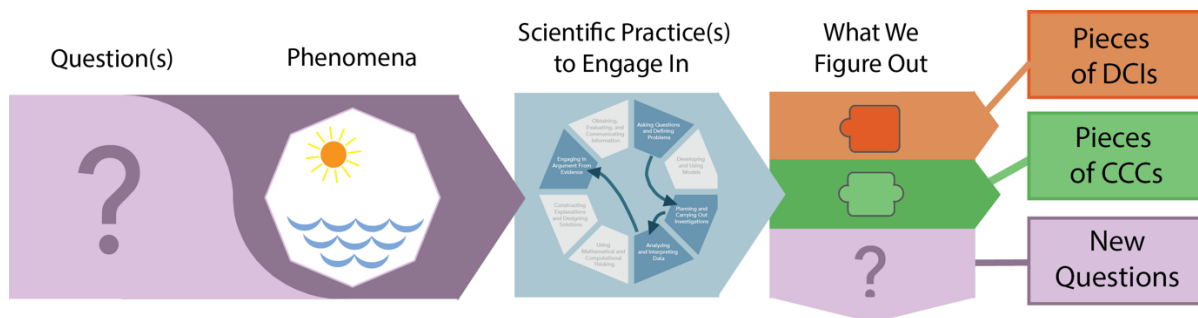 Question(s)
Phenomena
Scientific Practice(s)
to Engage In
What We
Figure Out
Pieces
of DCIs
Pieces
of CCCs
New
Questions
?
Obtaining,
Evaluating, and
Communicating
Information
Asking Questions
and Defining
Problems
Engaging in
Argument From
Evidence
Developing
and Using
Models
Constructing
Explanations
and Designing
Solutions
Planning and
Carrying Out
Investigations
Using
Mathematical and
Computational
Thinking
Analyzing
and Interpreting
Data
?